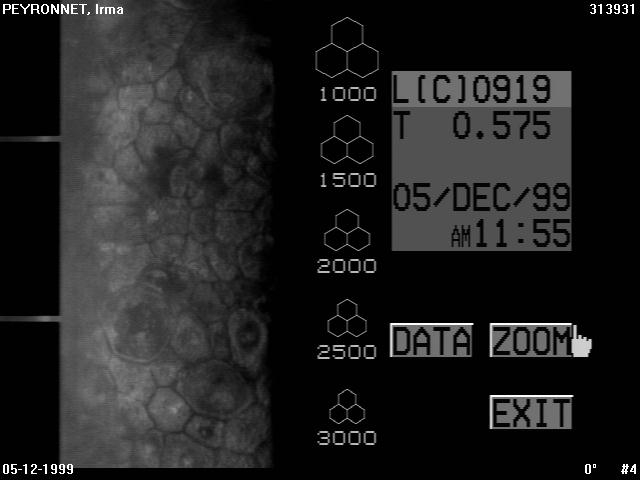 PEYRONNET, Irma
313931
1000
1500
2000
2500
3000
L[C]0919
T 0.575
05/DEC/99
AM11:55
DATA ZOOM
EXIT
05-12-1999
0° #4